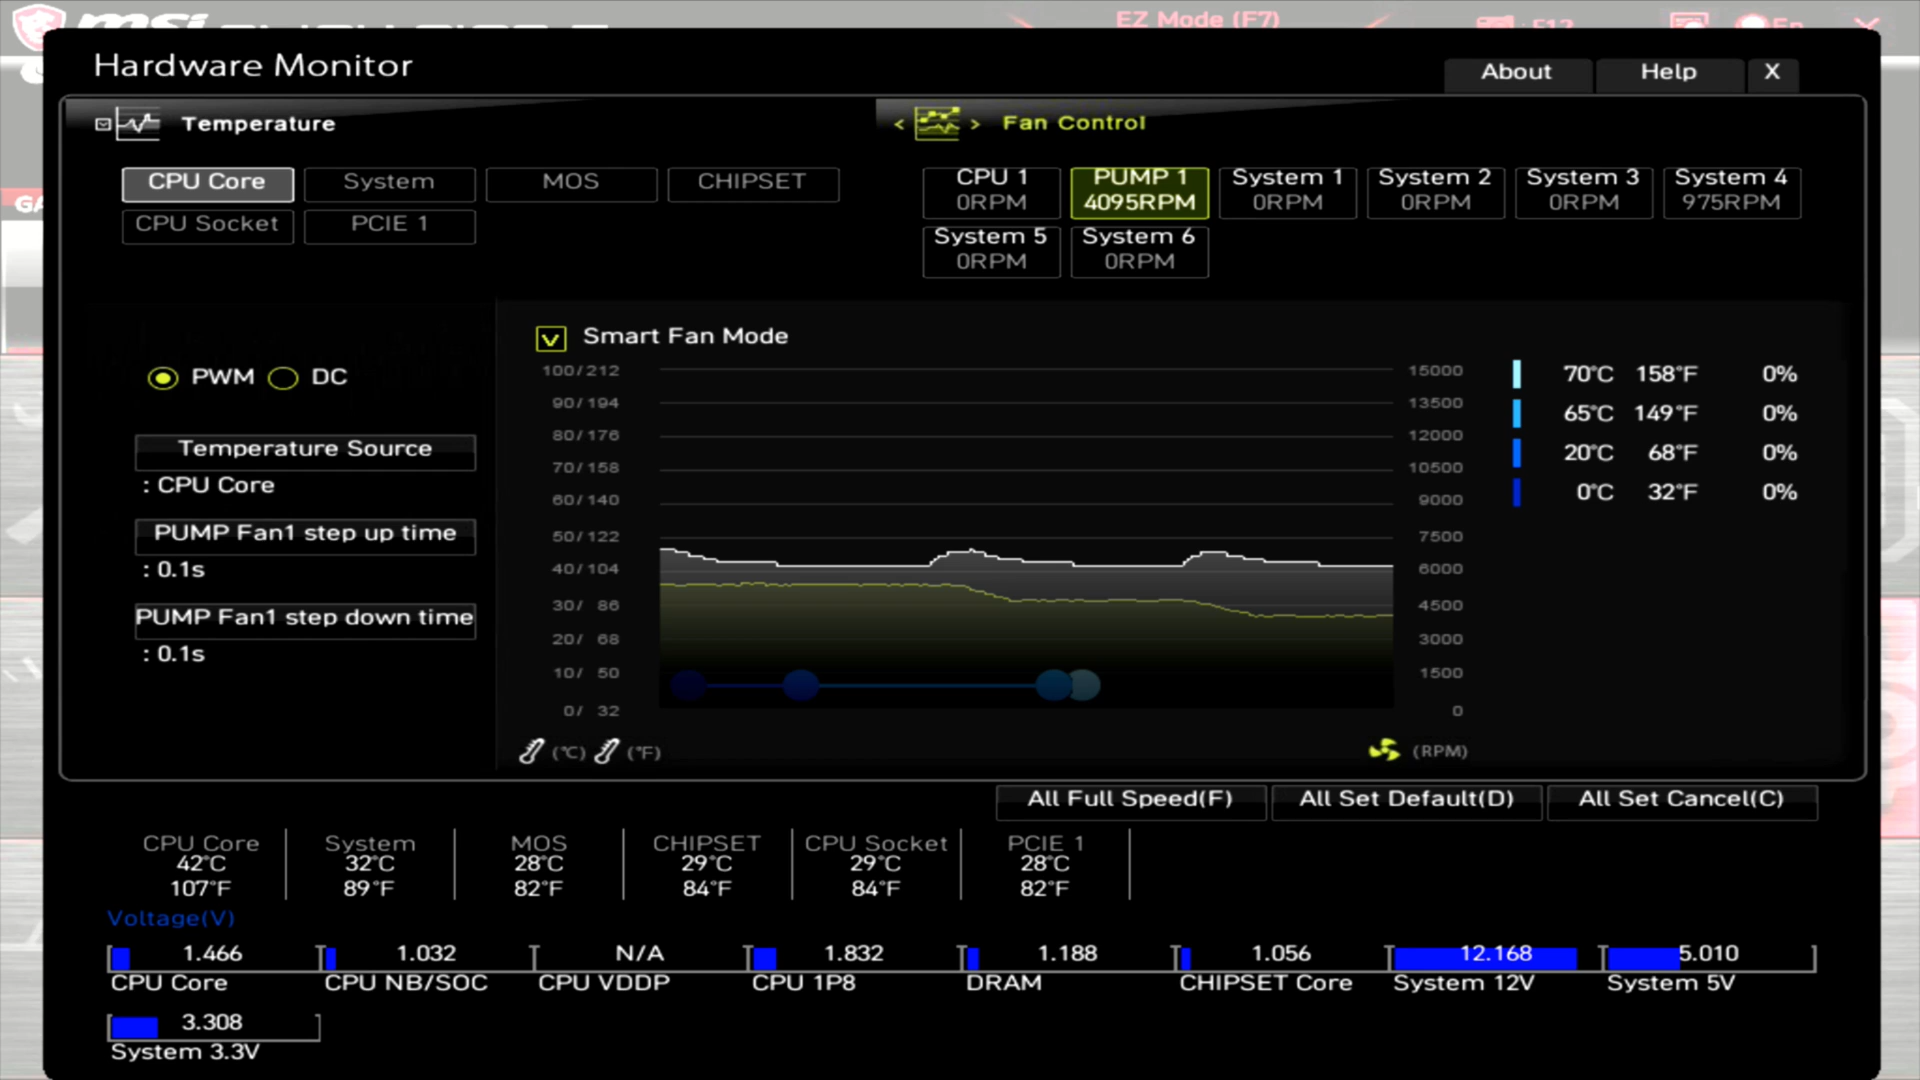 msi
EZ Mode (F7)
: F12
En
X
Hardware Monitor
About
Help
X
Temperature
< > Fan Control
CPU Core
System
MOS
CHIPSET
CPU Socket
PCIE 1
CPU 1
0RPM
PUMP 1
4095RPM
System 1
0RPM
System 2
0RPM
System 3
0RPM
System 4
975RPM
System 5
0RPM
System 6
0RPM
GA
PWM
DC
Temperature Source
: CPU Core
PUMP Fan1 step up time
: 0.1s
PUMP Fan1 step down time
: 0.1s
V Smart Fan Mode
100/212
90/194
80/176
70/158
60/140
50/122
40/104
30/ 86
20/ 68
10/ 50
0/ 32
15000
13500
12000
10500
9000
7500
6000
4500
3000
1500
0
(°C)
(°F)
(RPM)
70°C 158°F 0%
65°C 149°F 0%
20°C 68°F 0%
0°C 32°F 0%
All Full Speed(F)
All Set Default(D)
All Set Cancel(C)
CPU Core
42°C
107°F
System
32°C
89°F
MOS
28°C
82°F
CHIPSET
29°C
84°F
CPU Socket
29°C
84°F
PCIE 1
28°C
82°F
Voltage(V)
1.466
CPU Core
1.032
CPU NB/SOC
N/A
CPU VDDP
1.832
CPU 1P8
1.188
DRAM
1.056
CHIPSET Core
12.168
System 12V
5.010
System 5V
3.308
System 3.3V